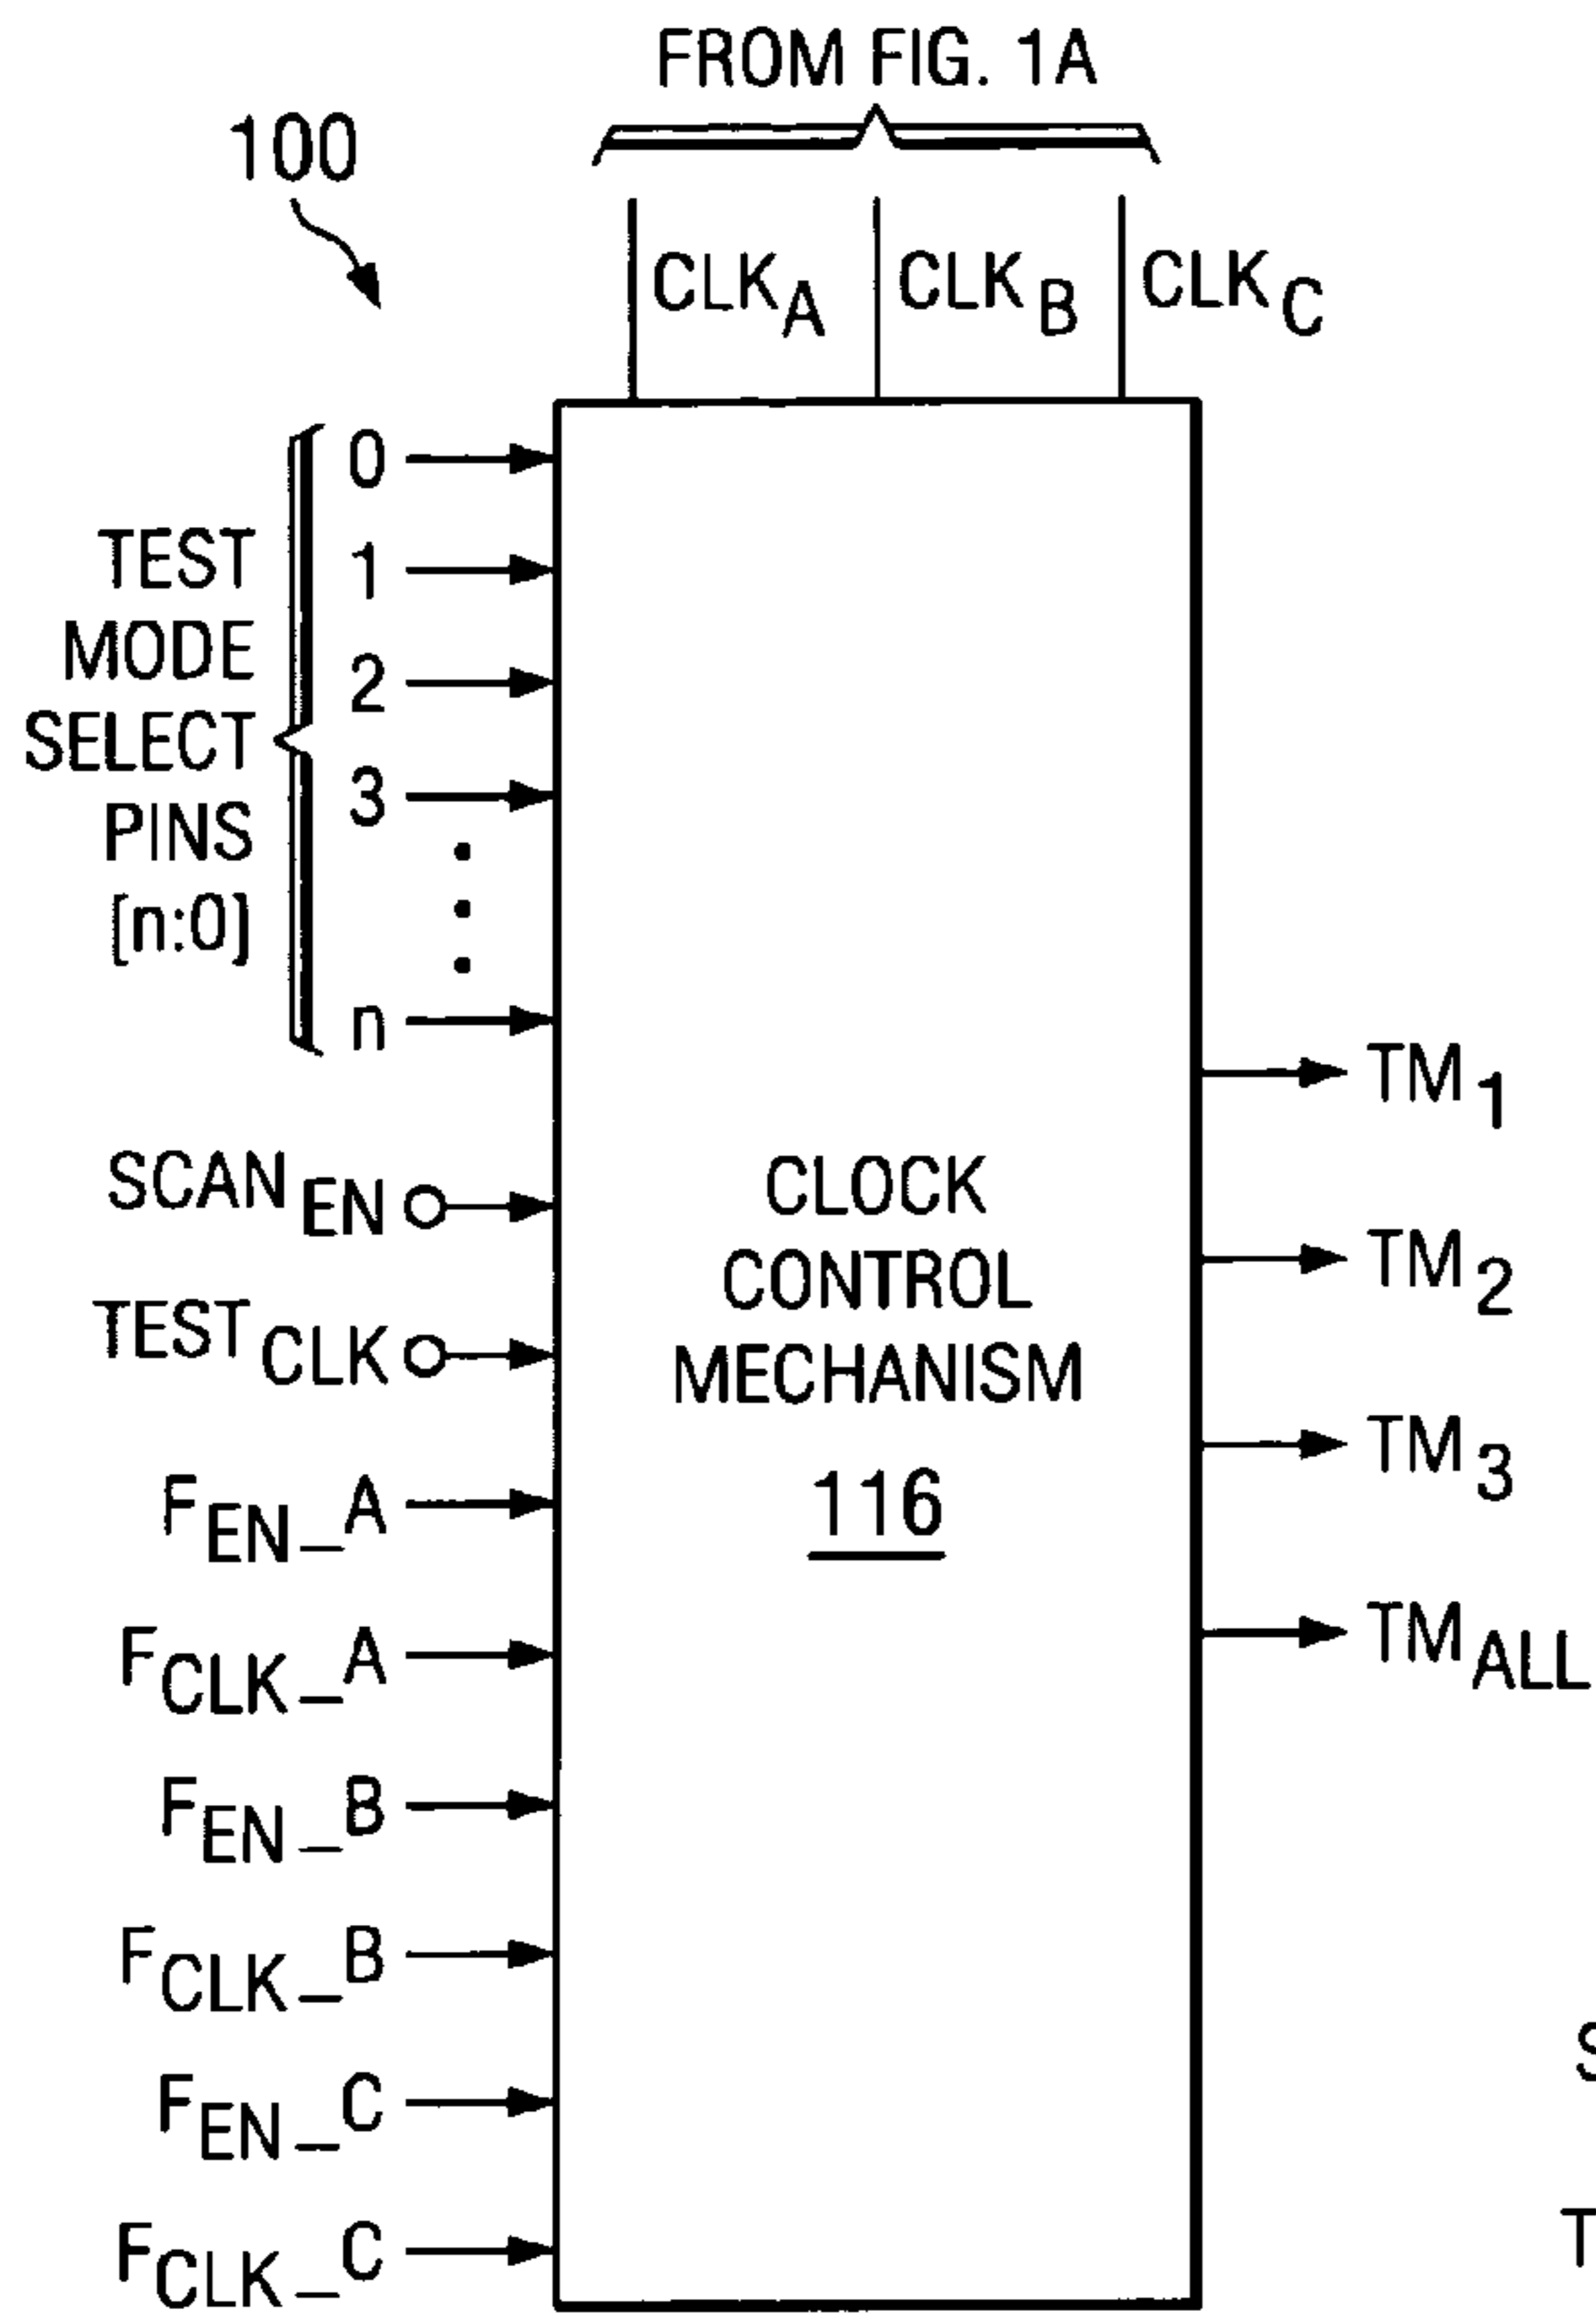 FROM FIG. 1A
100
CLKA
CLKB
CLKC
TEST
MODE
SELECT
PINS
[n:0]
0
1
2
3
n
SCANEN
TESTCLK
FEN_A
FCLK_A
FEN_B
FCLK_B
FEN_C
FCLK_C
CLOCK
CONTROL
MECHANISM
116
TM1
TM2
TM3
TMALL
S
T